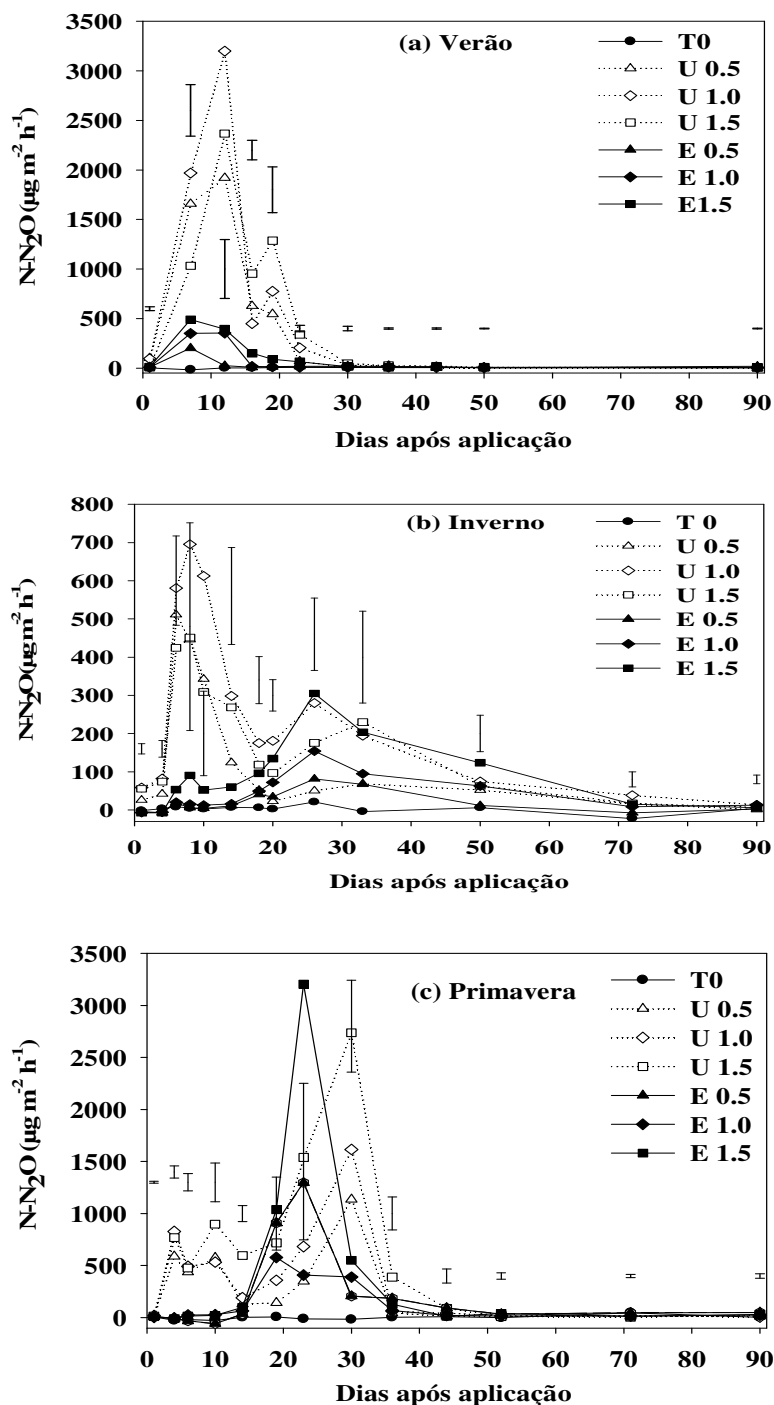 (a) Verão
T0
U 0.5
U 1.0
U 1.5
E 0.5
E 1.0
E1.5
N-N₂O (µg m⁻² h⁻¹)
3500
3000
2500
2000
1500
1000
500
0
0 10 20 30 40 50 60 70 80 90
Dias após aplicação
(b) Inverno
T 0
U 0.5
U 1.0
U 1.5
E 0.5
E 1.0
E 1.5
N-N₂O (µg m⁻² h⁻¹)
800
700
600
500
400
300
200
100
0
0 10 20 30 40 50 60 70 80 90
Dias após aplicação
(c) Primavera
T0
U 0.5
U 1.0
U 1.5
E 0.5
E 1.0
E 1.5
N-N₂O (µg m⁻² h⁻¹)
3500
3000
2500
2000
1500
1000
500
0
0 10 20 30 40 50 60 70 80 90
Dias após aplicação